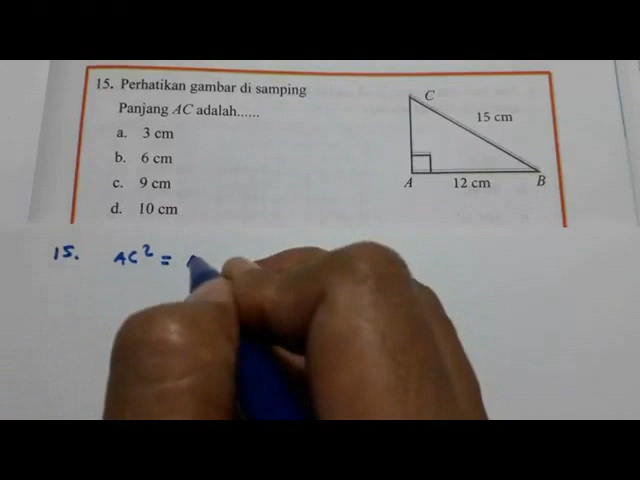 15. Perhatikan gambar di samping
Panjang AC adalah......
a. 3 cm
b. 6 cm
c. 9 cm
d. 10 cm
C
15 cm
A
12 cm
B
15. AC² =